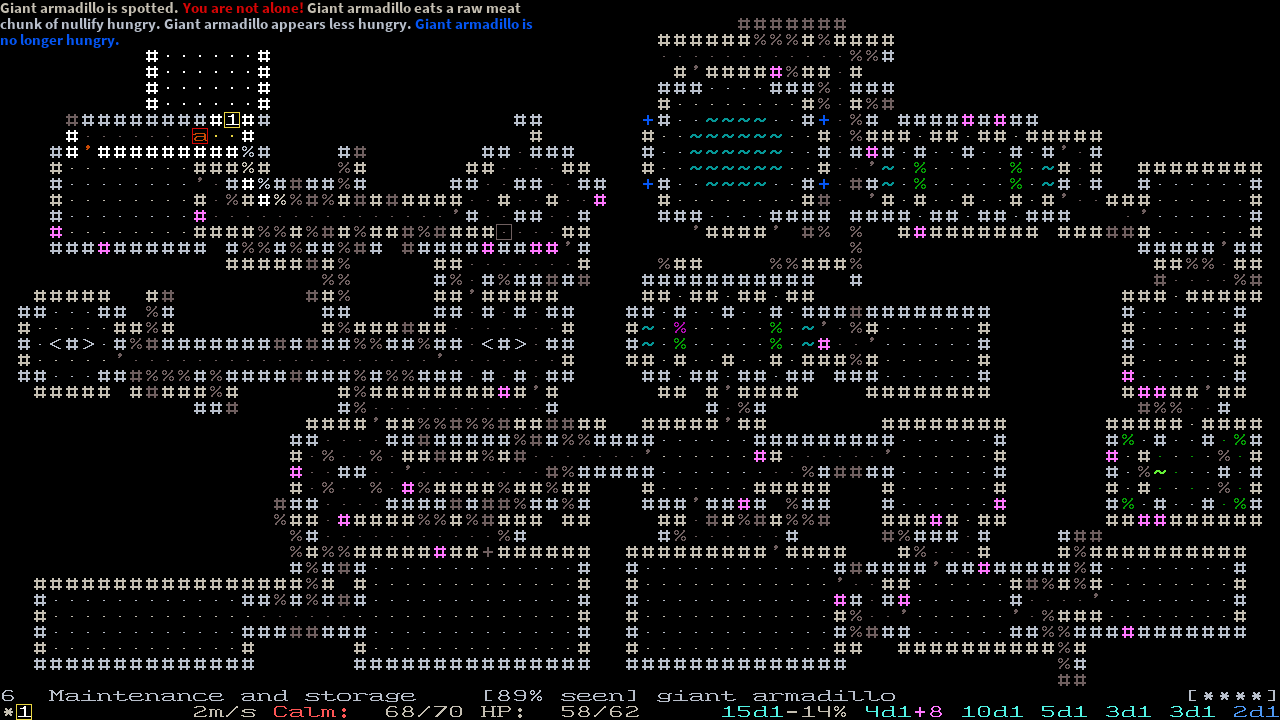 Giant armadillo is spotted. You are not alone! Giant armadillo eats a raw meat
chunk of nullify hungry. Giant armadillo appears less hungry. Giant armadillo is
no longer hungry.
6 Maintenance and storage [89% seen] giant armadillo [****]
*1 2m/s Calm: 68/70 HP: 58/62 15d1-14% 4d1+8 10d1 5d1 3d1 3d1 2d1